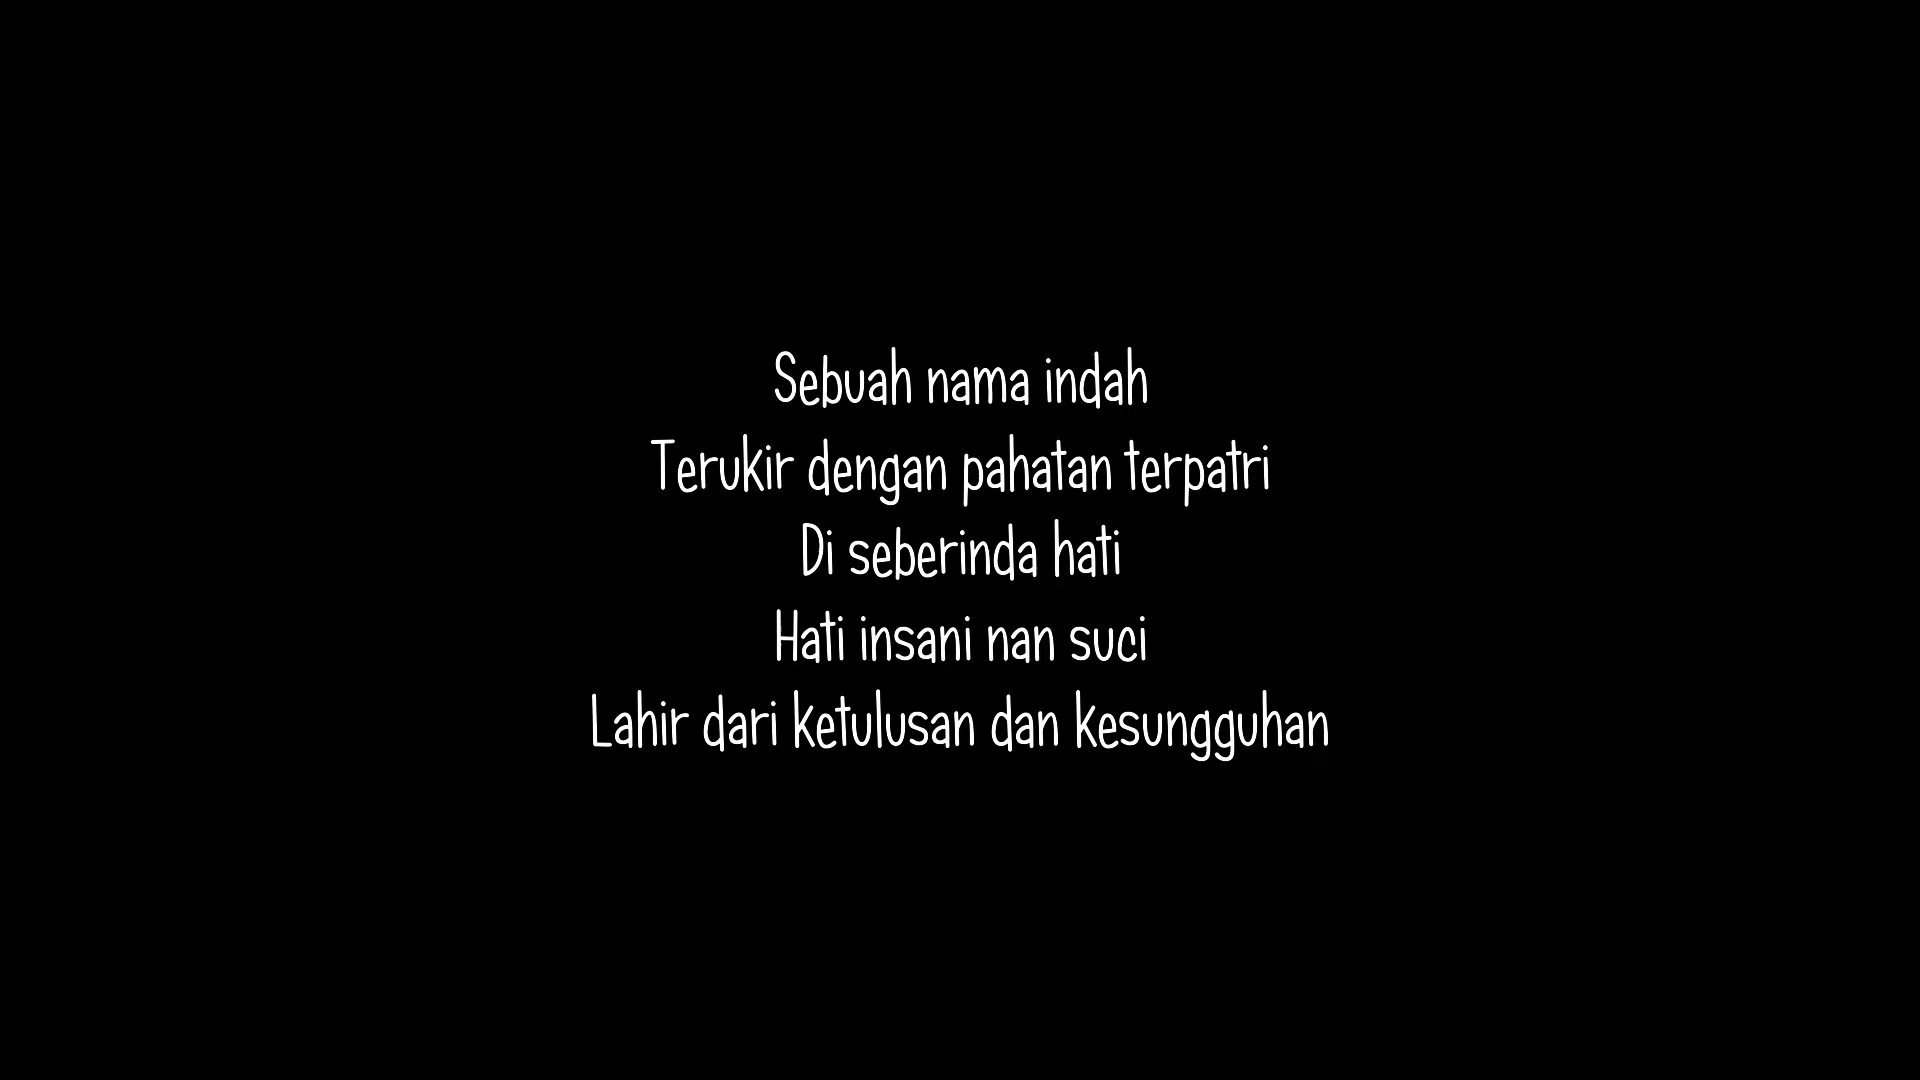 Sebuah nama indah
Terukir dengan pahatan terpatri
Di seberinda hati
Hati insani nan suci
Lahir dari ketulusan dan kesungguhan